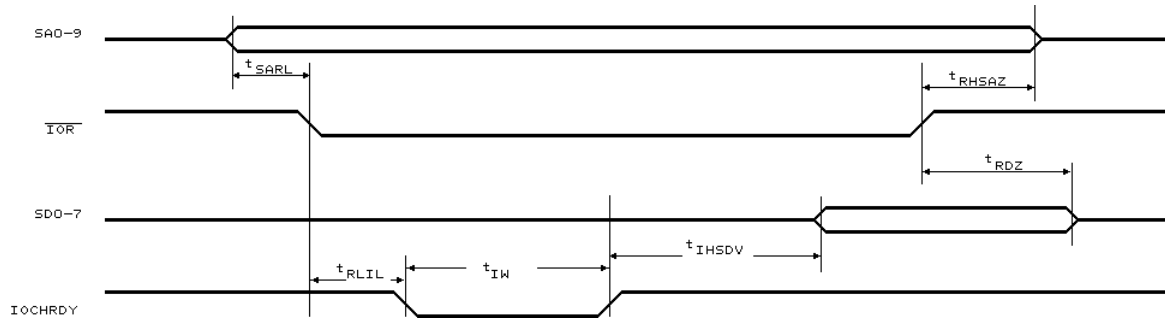 SA0-9
tSARL
tRHSAZ
IOR
tRDZ
SD0-7
tIHSDV
tRLIL
tIW
IOCHRDY